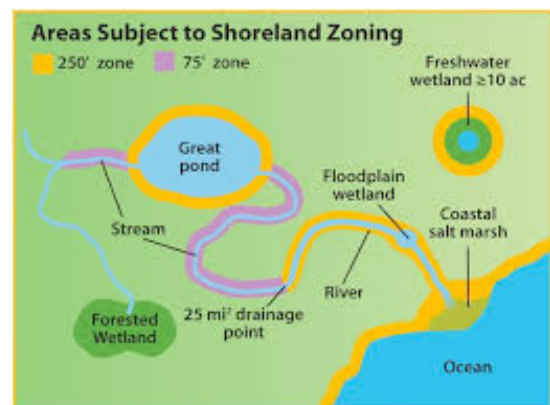 Areas Subject to Shoreland Zoning
250' zone 75' zone
Freshwater
wetland ≥10 ac
Great
pond
Floodplain
wetland
Coastal
salt marsh
Stream
River
25 mi² drainage
point
Forested
Wetland
Ocean